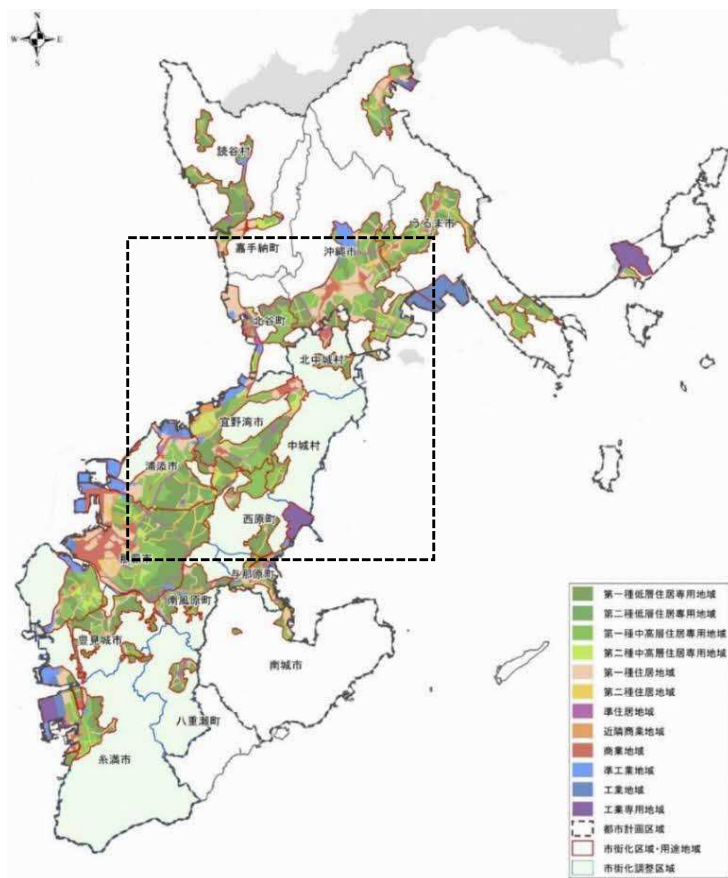 N
W E
S
読谷村
嘉手納町
沖縄市
うるま市
北谷町
北中城村
宜野湾市
中城村
浦添市
西原町
那覇市
与那原町
南風原町
豊見城市
南城市
八重瀬町
糸満市
第一種低層住居専用地域
第二種低層住居専用地域
第一種中高層住居専用地域
第二種中高層住居専用地域
第一種住居地域
第二種住居地域
準住居地域
近隣商業地域
商業地域
準工業地域
工業地域
工業専用地域
都市計画区域
市街化区域・用途地域
市街化調整区域